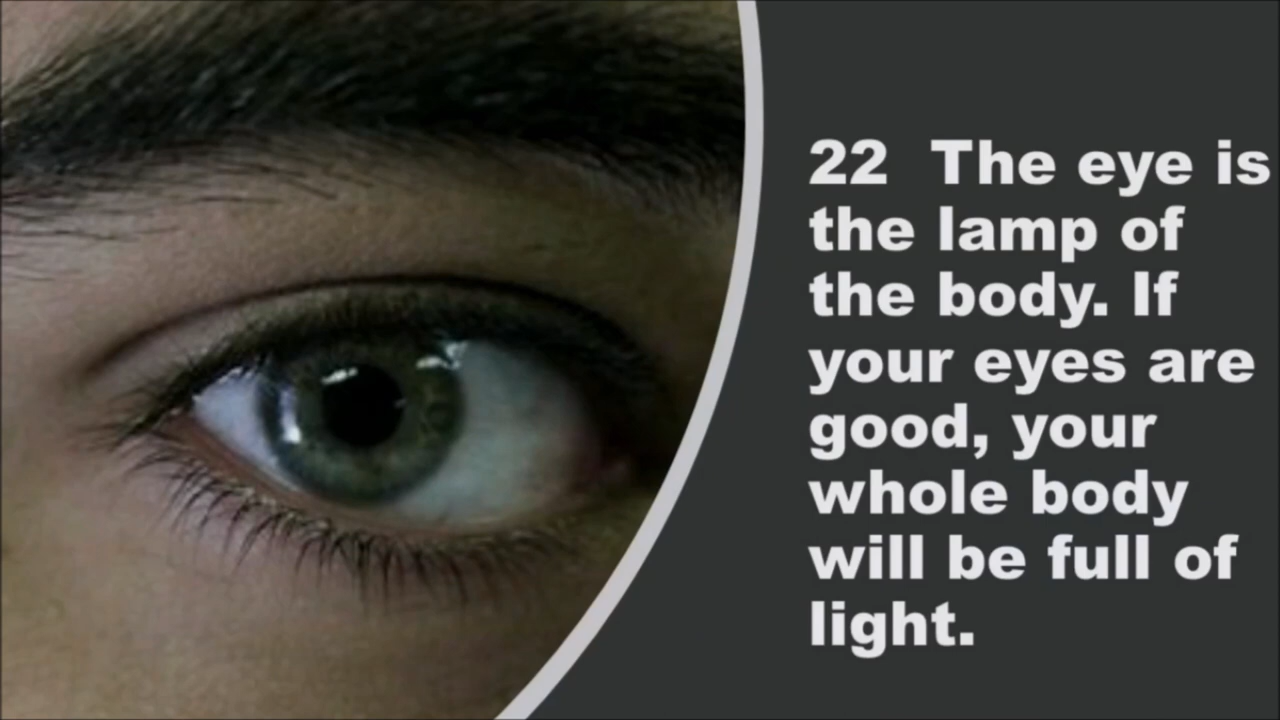 22  The eye is
the lamp of
the body. If
your eyes are
good, your
whole body
will be full of
light.